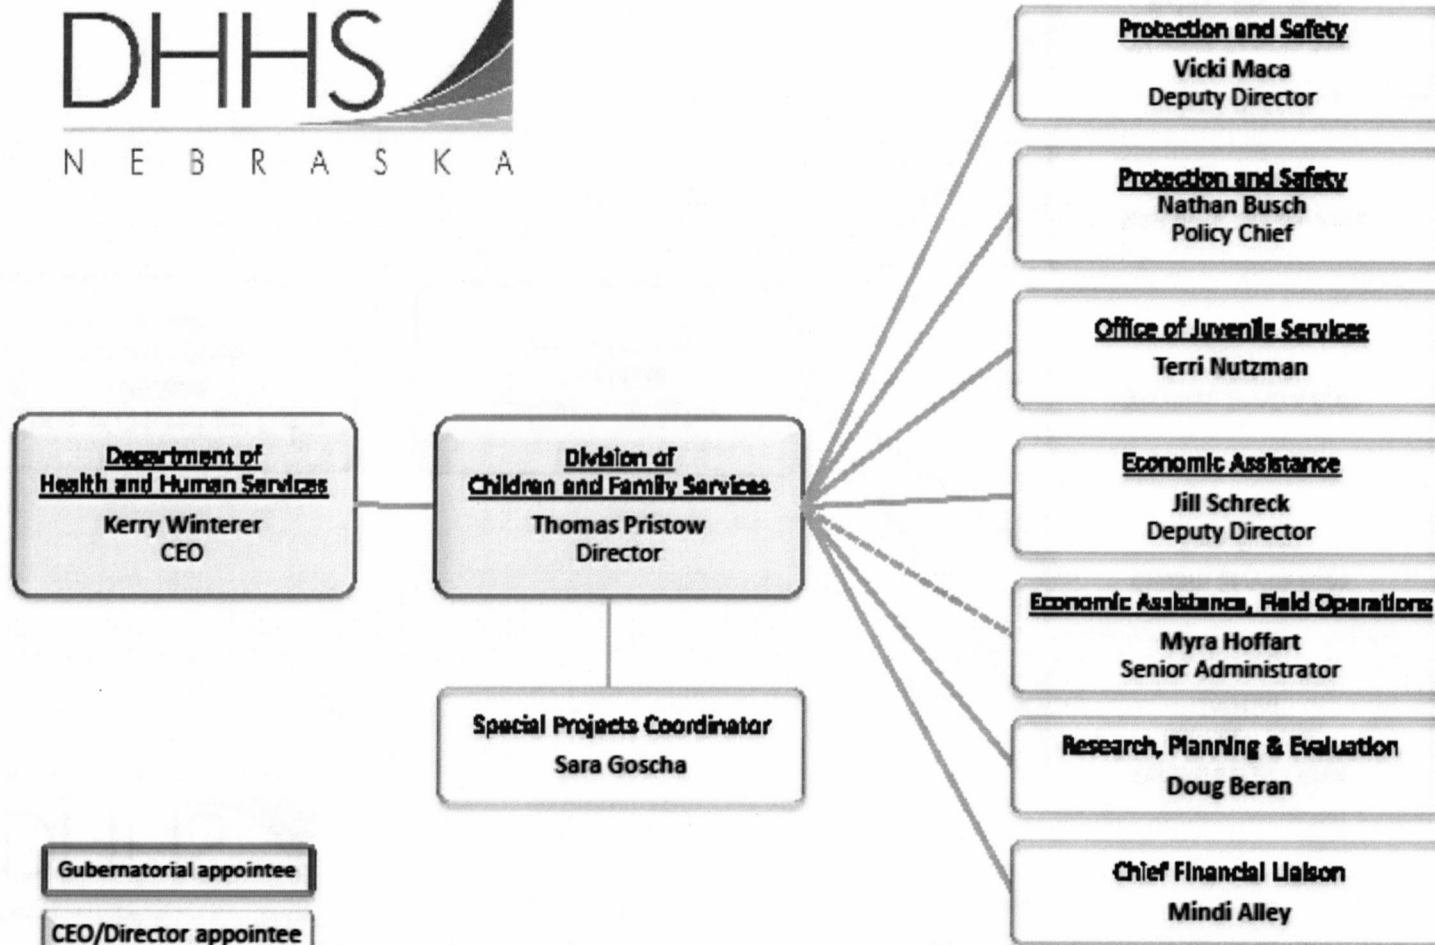 DHHS
NEBRASKA
Protection and Safety
Vicki Maca
Deputy Director
Protection and Safety
Nathan Busch
Policy Chief
Office of Juvenile Services
Terri Nutzman
Department of
Health and Human Services
Kerry Winterer
CEO
Division of
Children and Family Services
Thomas Pristow
Director
Economic Assistance
Jill Schreck
Deputy Director
Economic Assistance, Field Operations
Myra Hoffart
Senior Administrator
Special Projects Coordinator
Sara Goscha
Research, Planning & Evaluation
Doug Beran
Chief Financial Liaison
Mindi Alley
Gubernatorial appointee
CEO/Director appointee